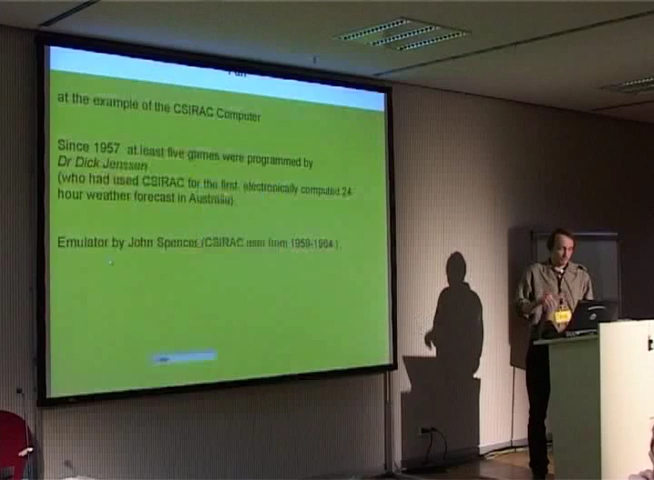 Fun
at the example of the CSIRAC Computer
Since 1957 at least five games were programmed by
Dr Dick Jenssen
(who had used CSIRAC for the first, electronically computed 24
hour weather forecast in Australia).
Emulator by John Spencer (CSIRAC user from 1959-1964 ).